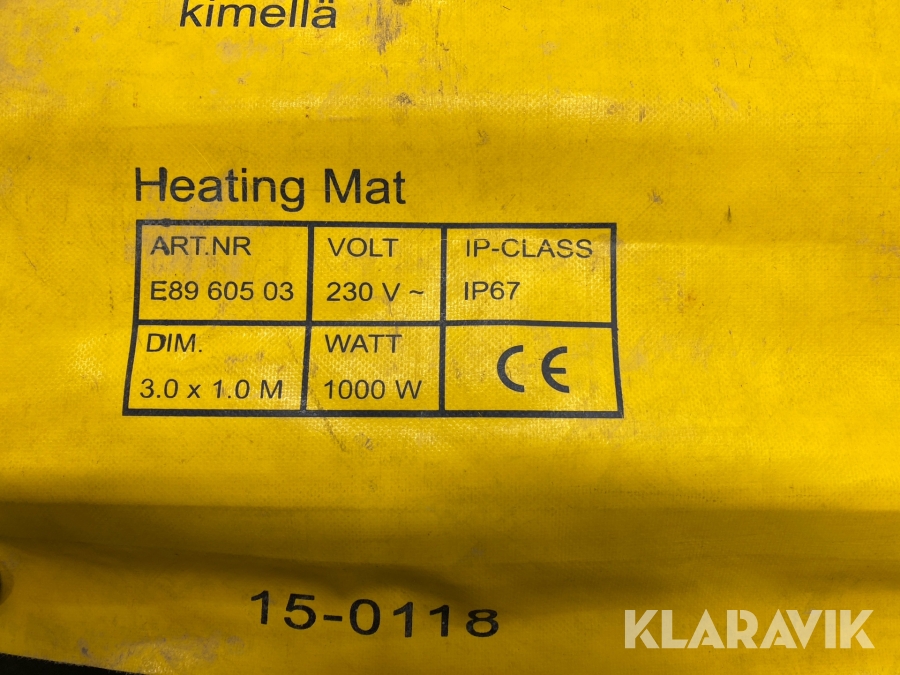 kimellä
Heating Mat
ART.NR VOLT IP-CLASS
E89 605 03 230 V ~ IP67
DIM. WATT CE
3.0 x 1.0 M 1000 W
15-0118
KLARAVIK